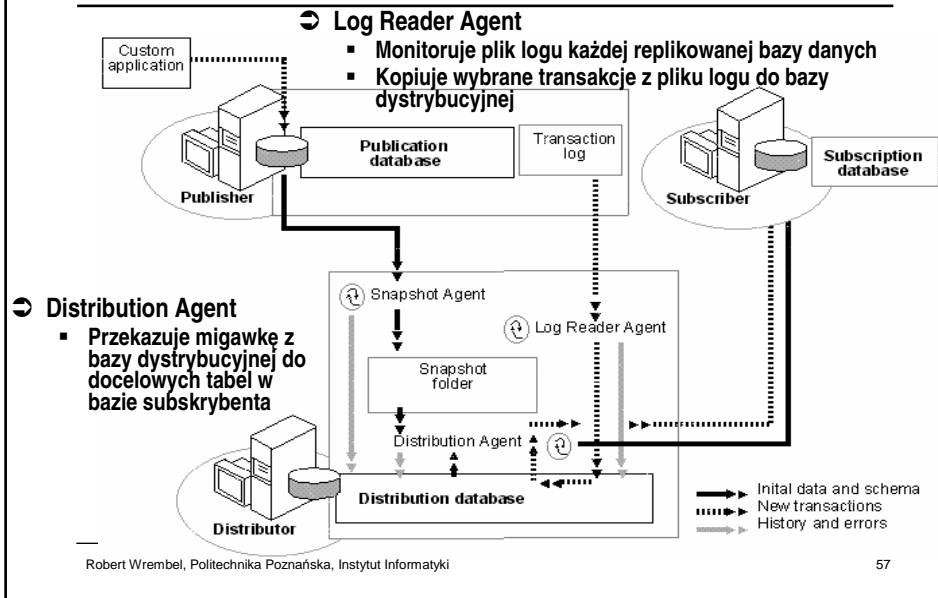 ➲ Log Reader Agent
▪ Monitoruje plik logu każdej replikowanej bazy danych
▪ Kopiuje wybrane transakcje z pliku logu do bazy
dystrybucyjnej
Custom
application
Publication
database
Transaction
log
Publisher
Subscription
database
Subscriber
➲ Distribution Agent
▪ Przekazuje migawkę z
bazy dystrybucyjnej do
docelowych tabel w
bazie subskrybenta
Snapshot Agent
Log Reader Agent
Snapshot
folder
Distribution Agent
Distribution database
Distributor
Inital data and schema
New transactions
History and errors
Robert Wrembel, Politechnika Poznańska, Instytut Informatyki
57